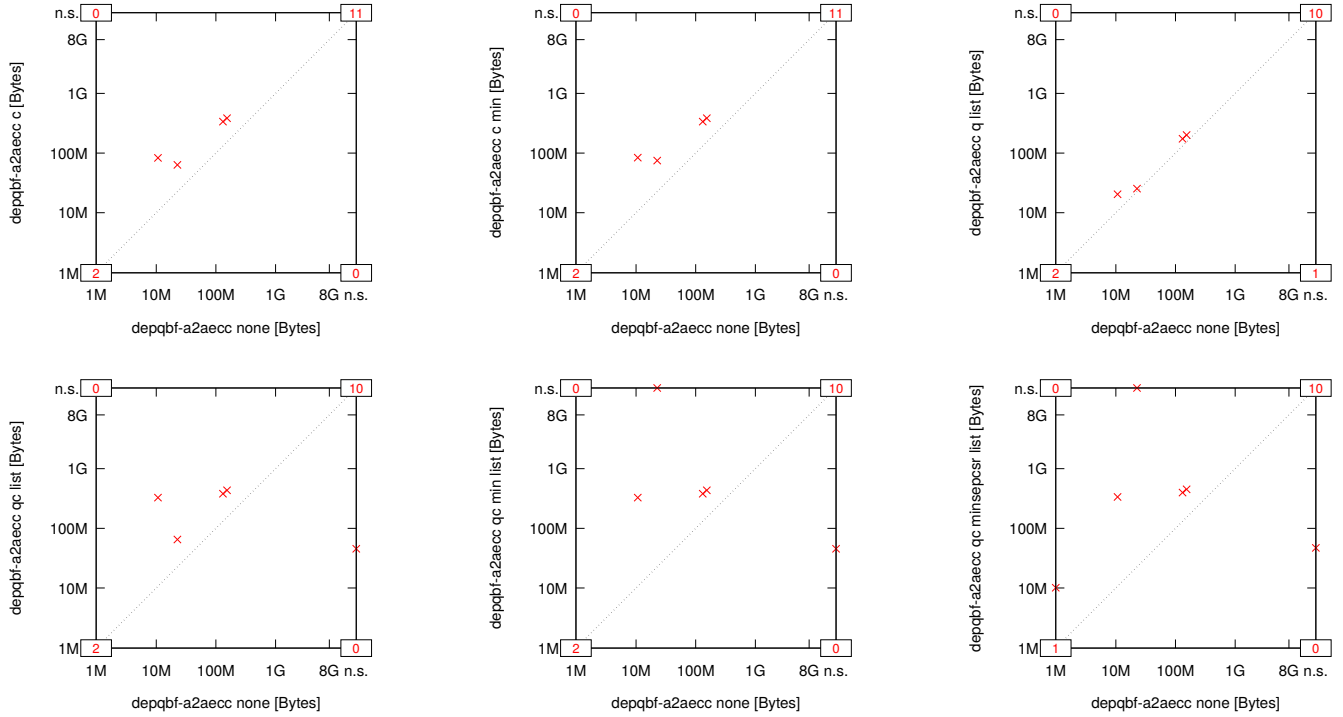 n.s. 0 11
8G
1G
100M
10M
1M 2 0
1M 10M 100M 1G 8G n.s.
depqbf-a2aecc c [Bytes]
depqbf-a2aecc none [Bytes]
n.s. 0 11
8G
1G
100M
10M
1M 2 0
1M 10M 100M 1G 8G n.s.
depqbf-a2aecc c min [Bytes]
depqbf-a2aecc none [Bytes]
n.s. 0 10
8G
1G
100M
10M
1M 2 1
1M 10M 100M 1G 8G n.s.
depqbf-a2aecc q list [Bytes]
depqbf-a2aecc none [Bytes]
n.s. 0 10
8G
1G
100M
10M
1M 2 0
1M 10M 100M 1G 8G n.s.
depqbf-a2aecc qc list [Bytes]
depqbf-a2aecc none [Bytes]
n.s. 0 10
8G
1G
100M
10M
1M 2 0
1M 10M 100M 1G 8G n.s.
depqbf-a2aecc qc min list [Bytes]
depqbf-a2aecc none [Bytes]
n.s. 0 10
8G
1G
100M
10M
1M 1 0
1M 10M 100M 1G 8G n.s.
depqbf-a2aecc qc minsepcsr list [Bytes]
depqbf-a2aecc none [Bytes]